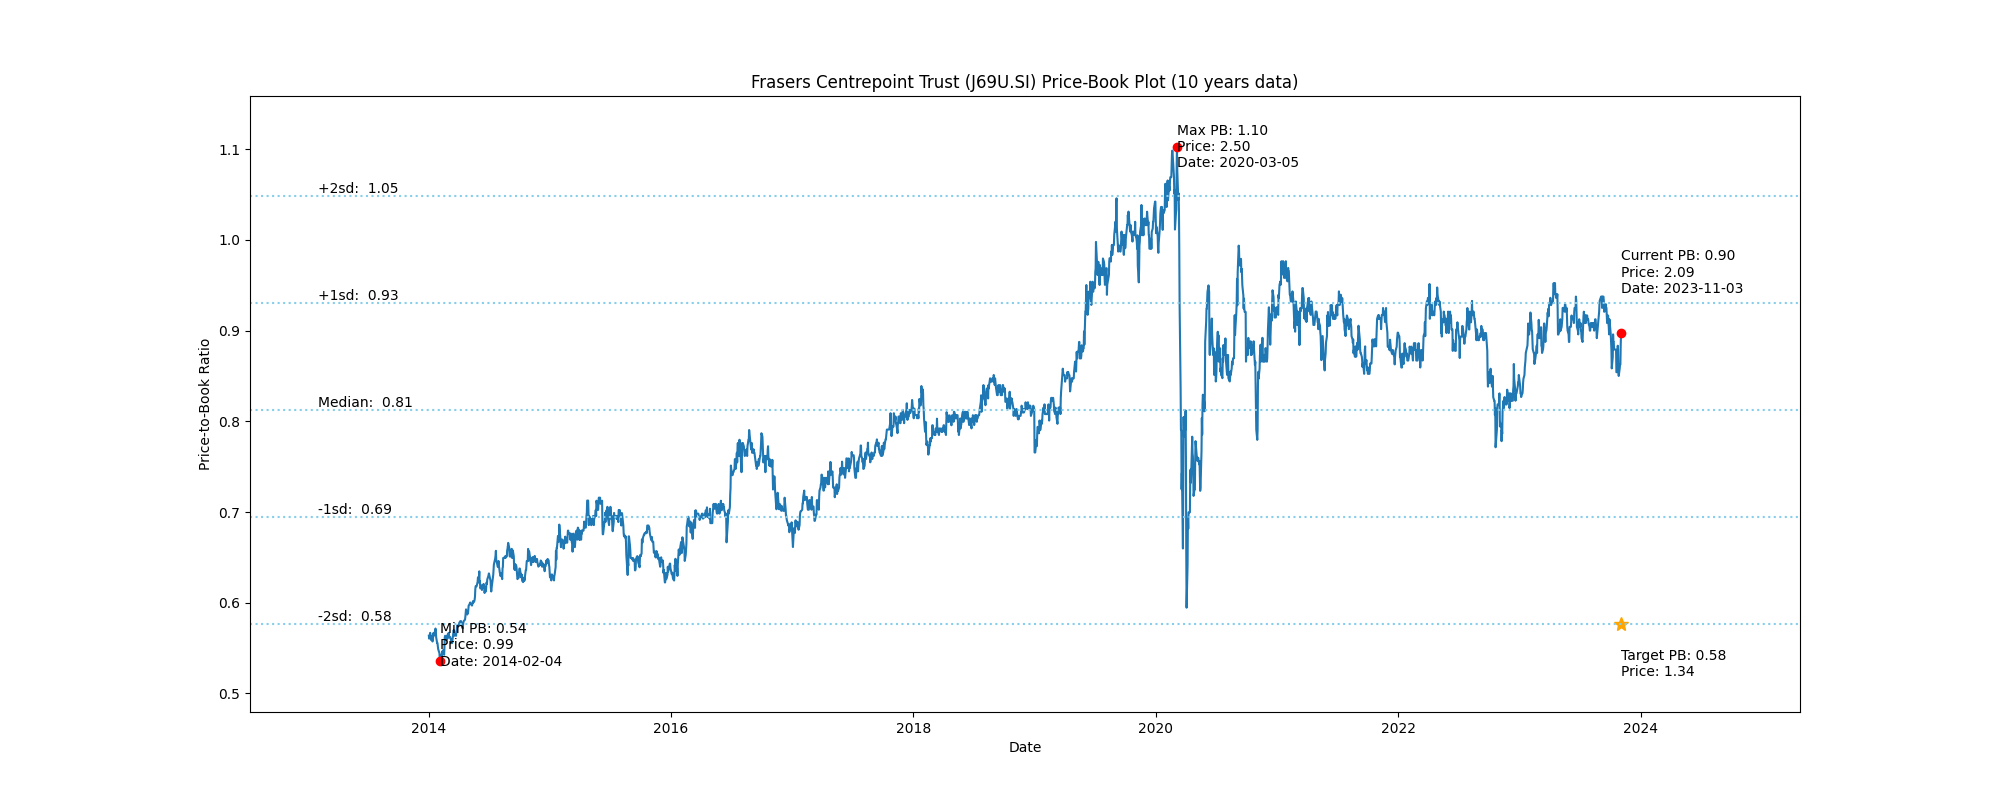 Frasers Centrepoint Trust (J69U.SI) Price-Book Plot (10 years data)
Max PB: 1.10
Price: 2.50
Date: 2020-03-05
+2sd:  1.05
Current PB: 0.90
Price: 2.09
Date: 2023-11-03
+1sd:  0.93
Median:  0.81
-1sd:  0.69
-2sd:  0.58
Min PB: 0.54
Price: 0.99
Date: 2014-02-04
Target PB: 0.58
Price: 1.34
Price-to-Book Ratio
1.1
1.0
0.9
0.8
0.7
0.6
0.5
2014
2016
2018
2020
2022
2024
Date